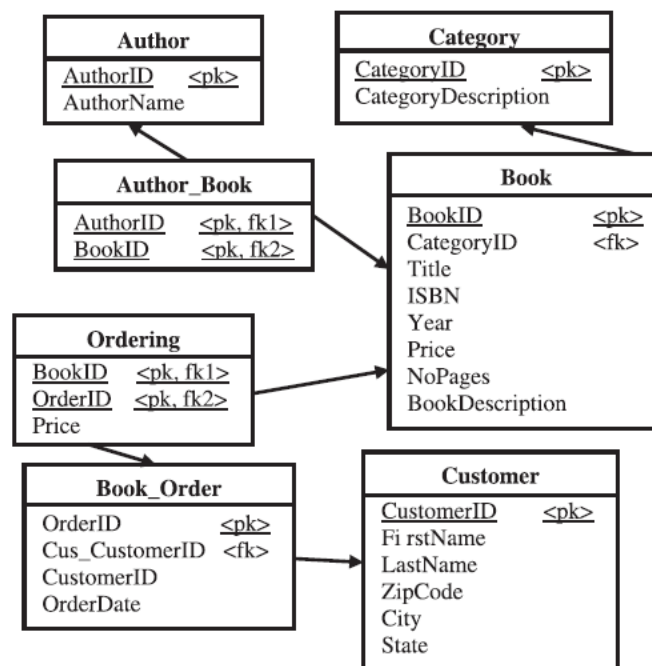 Author
AuthorID <pk>
AuthorName
Category
CategoryID <pk>
CategoryDescription
Author_Book
AuthorID <pk, fk1>
BookID <pk, fk2>
Book
BookID <pk>
CategoryID <fk>
Title
ISBN
Year
Price
NoPages
BookDescription
Ordering
BookID <pk, fk1>
OrderID <pk, fk2>
Price
Book_Order
OrderID <pk>
Cus_CustomerID <fk>
CustomerID
OrderDate
Customer
CustomerID <pk>
Fi rstName
LastName
ZipCode
City
State